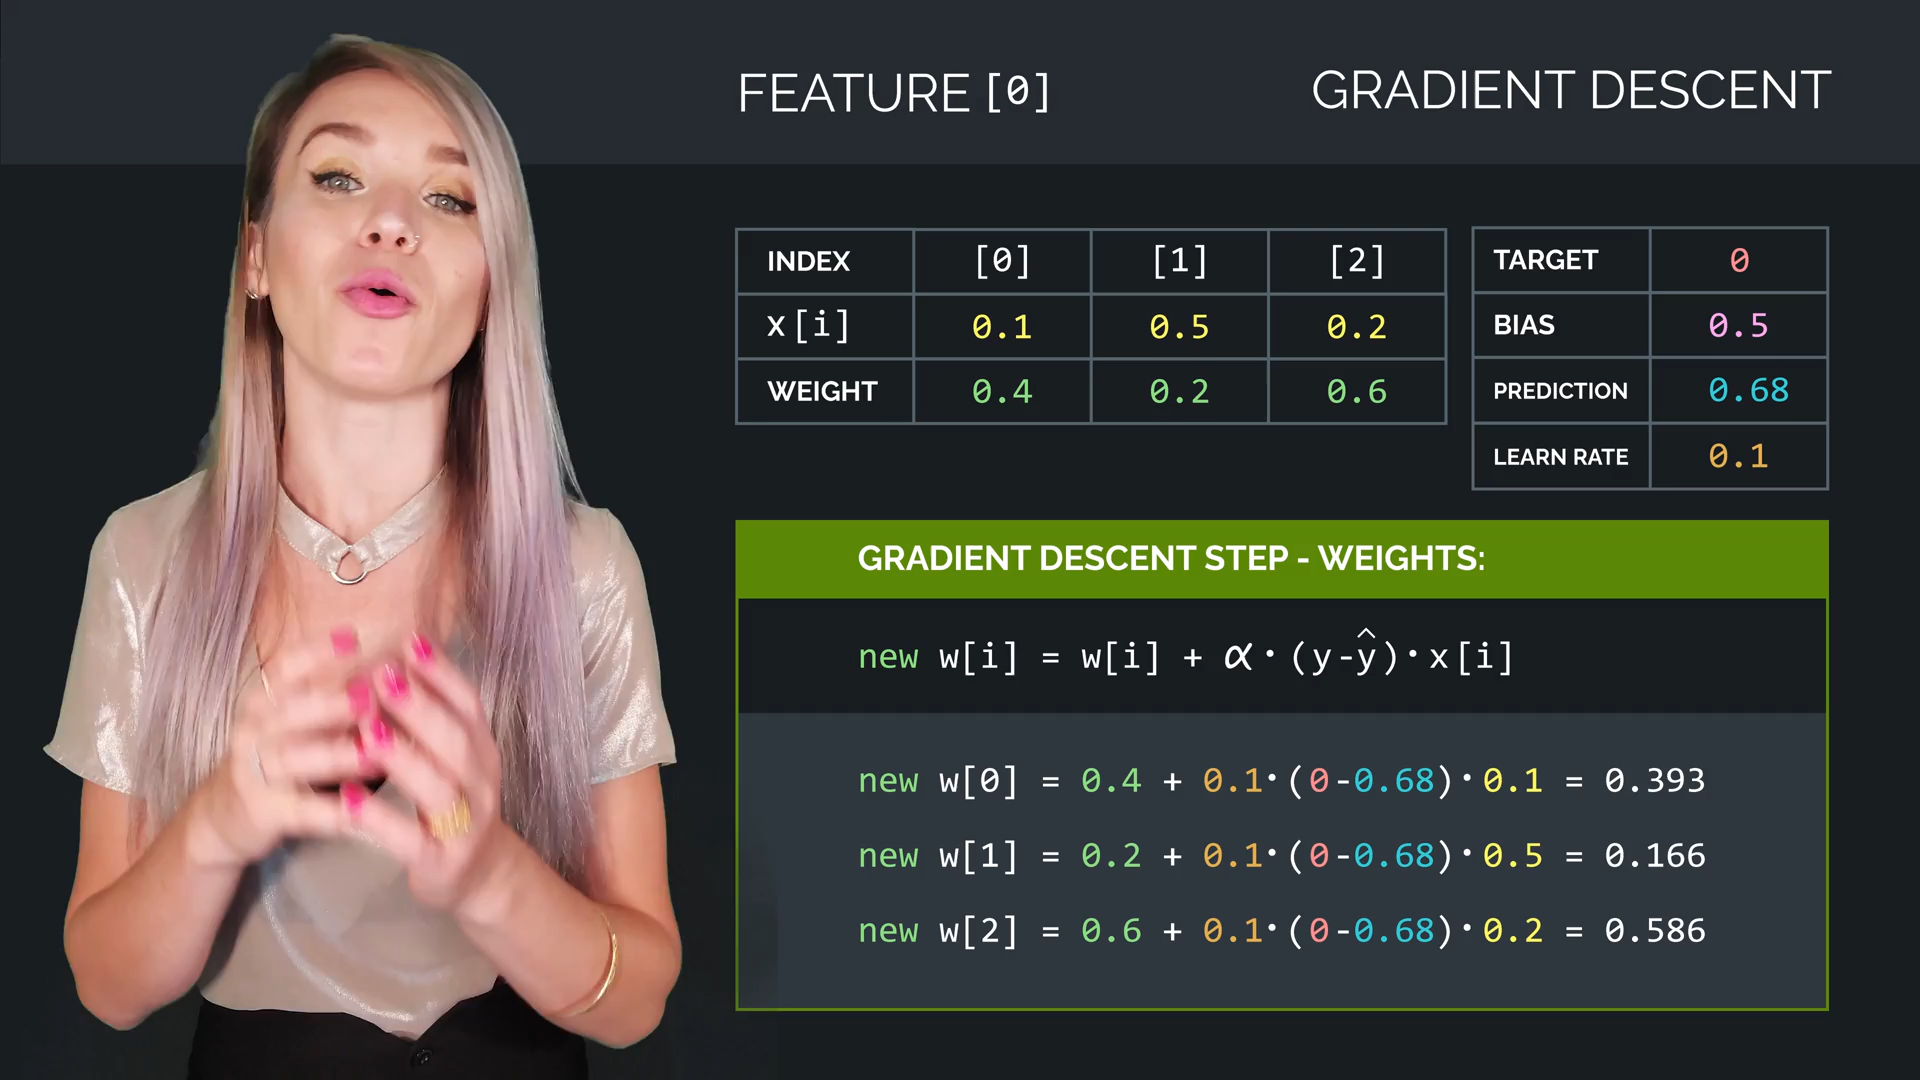 FEATURE [0]
GRADIENT DESCENT
INDEX [0] [1] [2]
x[i] 0.1 0.5 0.2
WEIGHT 0.4 0.2 0.6
TARGET 0
BIAS 0.5
PREDICTION 0.68
LEARN RATE 0.1
GRADIENT DESCENT STEP - WEIGHTS:
new w[i] = w[i] + α·(y-ŷ)·x[i]
new w[0] = 0.4 + 0.1·(0-0.68)·0.1 = 0.393
new w[1] = 0.2 + 0.1·(0-0.68)·0.5 = 0.166
new w[2] = 0.6 + 0.1·(0-0.68)·0.2 = 0.586